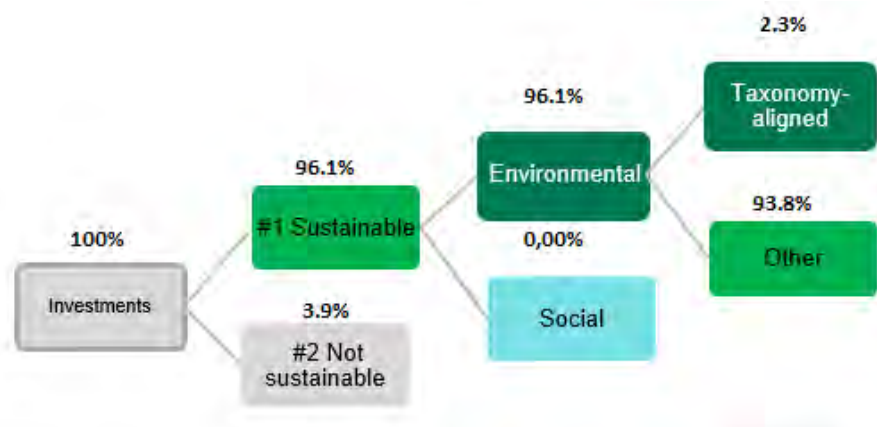 2.3%
Taxonomy-
aligned
96.1%
Environmental
96.1%
#1 Sustainable
93.8%
Other
100%
Investments
0,00%
Social
3.9%
#2 Not
sustainable